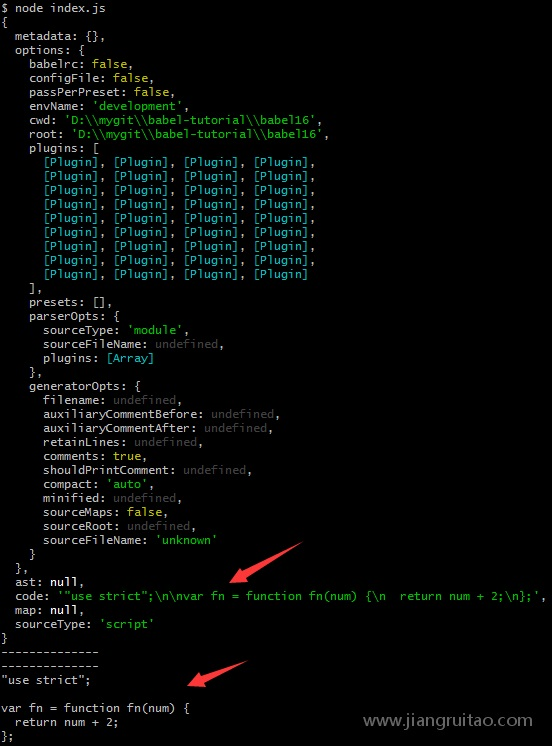 $ node index.js
{
  metadata: {},
  options: {
    babelrc: false,
    configFile: false,
    passPerPreset: false,
    envName: 'development',
    cwd: 'D:\\mygit\\babel-tutorial\\babel16',
    root: 'D:\\mygit\\babel-tutorial\\babel16',
    plugins: [
      [Plugin], [Plugin], [Plugin], [Plugin],
      [Plugin], [Plugin], [Plugin], [Plugin],
      [Plugin], [Plugin], [Plugin], [Plugin],
      [Plugin], [Plugin], [Plugin], [Plugin],
      [Plugin], [Plugin], [Plugin], [Plugin],
      [Plugin], [Plugin], [Plugin], [Plugin],
      [Plugin], [Plugin], [Plugin], [Plugin],
      [Plugin], [Plugin], [Plugin], [Plugin],
      [Plugin], [Plugin], [Plugin], [Plugin]
    ],
    presets: [],
    parserOpts: {
      sourceType: 'module',
      sourceFileName: undefined,
      plugins: [Array]
    },
    generatorOpts: {
      filename: undefined,
      auxiliaryCommentBefore: undefined,
      auxiliaryCommentAfter: undefined,
      retainLines: undefined,
      comments: true,
      shouldPrintComment: undefined,
      compact: 'auto',
      minified: undefined,
      sourceMaps: false,
      sourceRoot: undefined,
      sourceFileName: 'unknown'
    }
  },
  ast: null,
  code: '"use strict";\n\nvar fn = function fn(num) {\n  return num + 2;\n};',
  map: null,
  sourceType: 'script'
}
--------------
--------------
"use strict";

var fn = function fn(num) {
  return num + 2;
};
www.jiangruitao.com